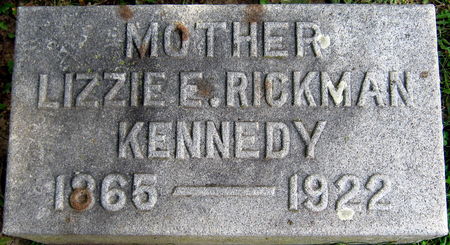 MOTHER
LIZZIE E. RICKMAN
KENNEDY
1865 — 1922